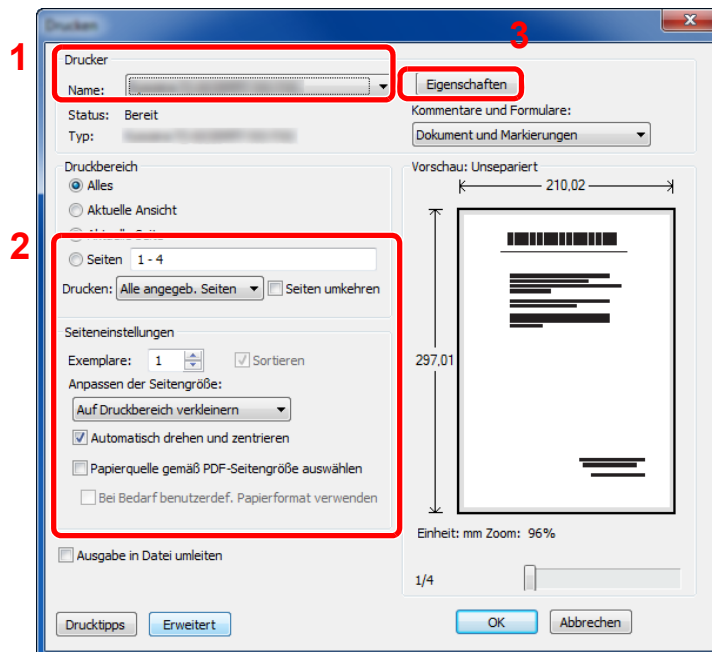 Drucken
1
3
Drucker
Name:
Eigenschaften
Status: Bereit
Kommentare und Formulare:
Typ:
Dokument und Markierungen
Druckbereich
Alles
Aktuelle Ansicht
2
Seiten 1 - 4
Drucken: Alle angegeb. Seiten Seiten umkehren
Seiteneinstellungen
Exemplare: 1 Sortieren
Anpassen der Seitengröße:
Auf Druckbereich verkleinern
Automatisch drehen und zentrieren
Papierquelle gemäß PDF-Seitengröße auswählen
Bei Bedarf benutzerdef. Papierformat verwenden
Ausgabe in Datei umleiten
Drucktipps Erweitert
Vorschau: Unsepariert
210,02
297,01
Einheit: mm Zoom: 96%
1/4
OK Abbrechen